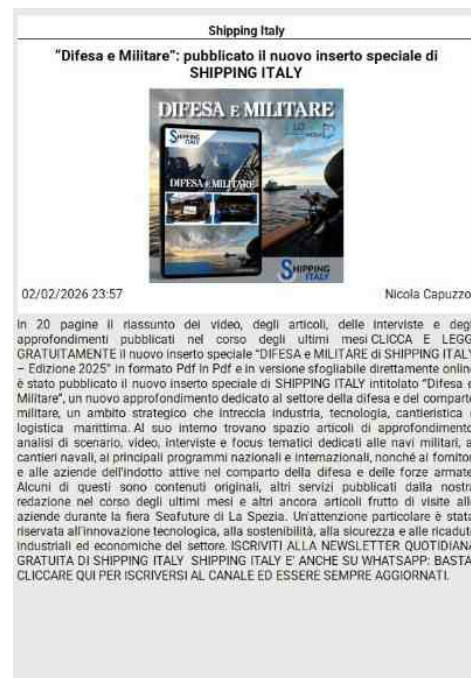 Shipping Italy
“Difesa e Militare”: pubblicato il nuovo inserto speciale di
SHIPPING ITALY
DIFESA E MILITARE
SHIPPING
ITALY
DIFESA E MILITARE
SHIPPING
ITALY
02/02/2026 23:57
Nicola Capuzzo
In 20 pagine il riassunto dei video, degli articoli, delle interviste e degl
approfondimenti pubblicati nel corso degli ultimi mesi CLICCA E LEGG
GRATUITAMENTE il nuovo inserto speciale “DIFESA e MILITARE di SHIPPING ITALY
– Edizione 2025” in formato Pdf In Pdf e in versione sfogliabile direttamente online
è stato pubblicato il nuovo inserto speciale di SHIPPING ITALY intitolato “Difesa e
Militare”, un nuovo approfondimento dedicato al settore della difesa e del comparto
militare, un ambito strategico che intreccia industria, tecnologia, cantieristica
logistica marittima. Al suo interno trovano spazio articoli di approfondimento
analisi di scenario, video, interviste e focus tematici dedicati alle navi militari, a
cantieri navali, ai principali programmi nazionali e internazionali, nonché ai fornitor
e alle aziende dell'indotto attive nel comparto della difesa e delle forze armate
Alcuni di questi sono contenuti originali, altri servizi pubblicati dalla nostra
redazione nel corso degli ultimi mesi e altri ancora articoli frutto di visite all
aziende durante la fiera Seafuture di La Spezia. Un'attenzione particolare è stata
riservata all'innovazione tecnologica, alla sostenibilità, alla sicurezza e alle ricadut
industriali ed economiche del settore. ISCRIVITI ALLA NEWSLETTER QUOTIDIANA
GRATUITA DI SHIPPING ITALY SHIPPING ITALY E' ANCHE SU WHATSAPP: BASTA
CLICCARE QUI PER ISCRIVERSI AL CANALE ED ESSERE SEMPRE AGGIORNATI.